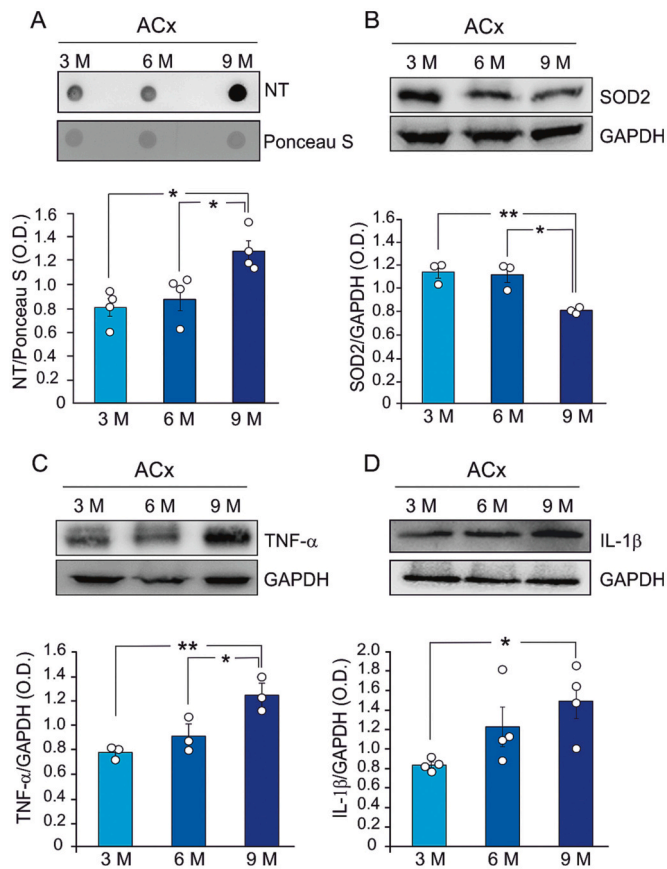 A
ACx
3 M 6 M 9 M
NT
Ponceau S
NT/Ponceau S (O.D.)
1.6
1.4
1.2
1.0
0.8
0.6
0.4
0.2
0
*
*
3 M 6 M 9 M
B
ACx
3 M 6 M 9 M
SOD2
GAPDH
SOD2/GAPDH (O.D.)
1.6
1.4
1.2
1.0
0.8
0.6
0.4
0.2
0
**
*
3 M 6 M 9 M
C
ACx
3 M 6 M 9 M
TNF-α
GAPDH
TNF-α/GAPDH (O.D.)
1.6
1.4
1.2
1.0
0.8
0.6
0.4
0.2
0
**
*
3 M 6 M 9 M
D
ACx
3 M 6 M 9 M
IL-1β
GAPDH
IL-1β/GAPDH (O.D.)
2.0
1.8
1.6
1.4
1.2
1.0
0.8
0.6
0.4
0.2
0
*
3 M 6 M 9 M